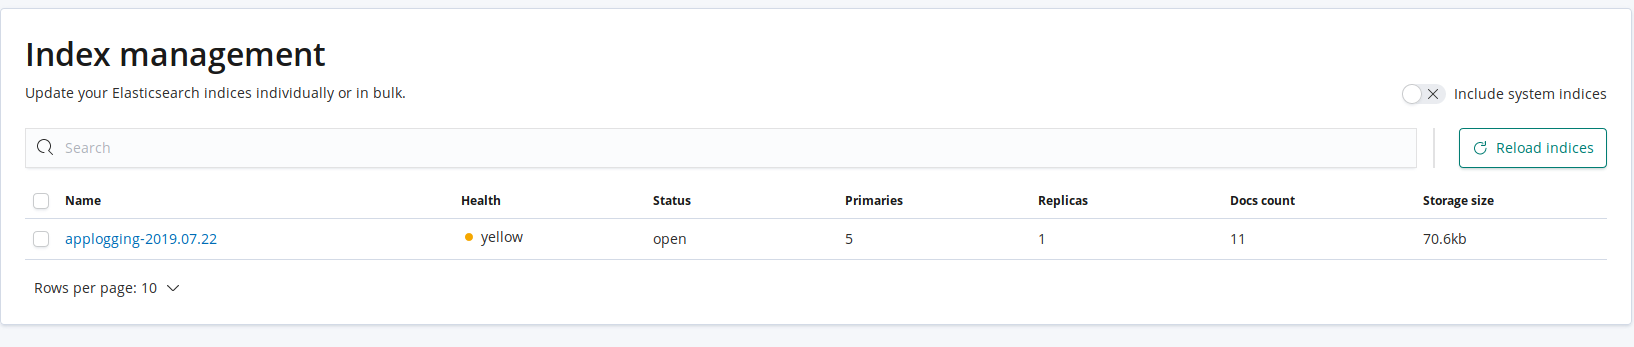 Index management
Update your Elasticsearch indices individually or in bulk.
Include system indices
Search
Reload indices
Name Health Status Primaries Replicas Docs count Storage size
applogging-2019.07.22 yellow open 5 1 11 70.6kb
Rows per page: 10